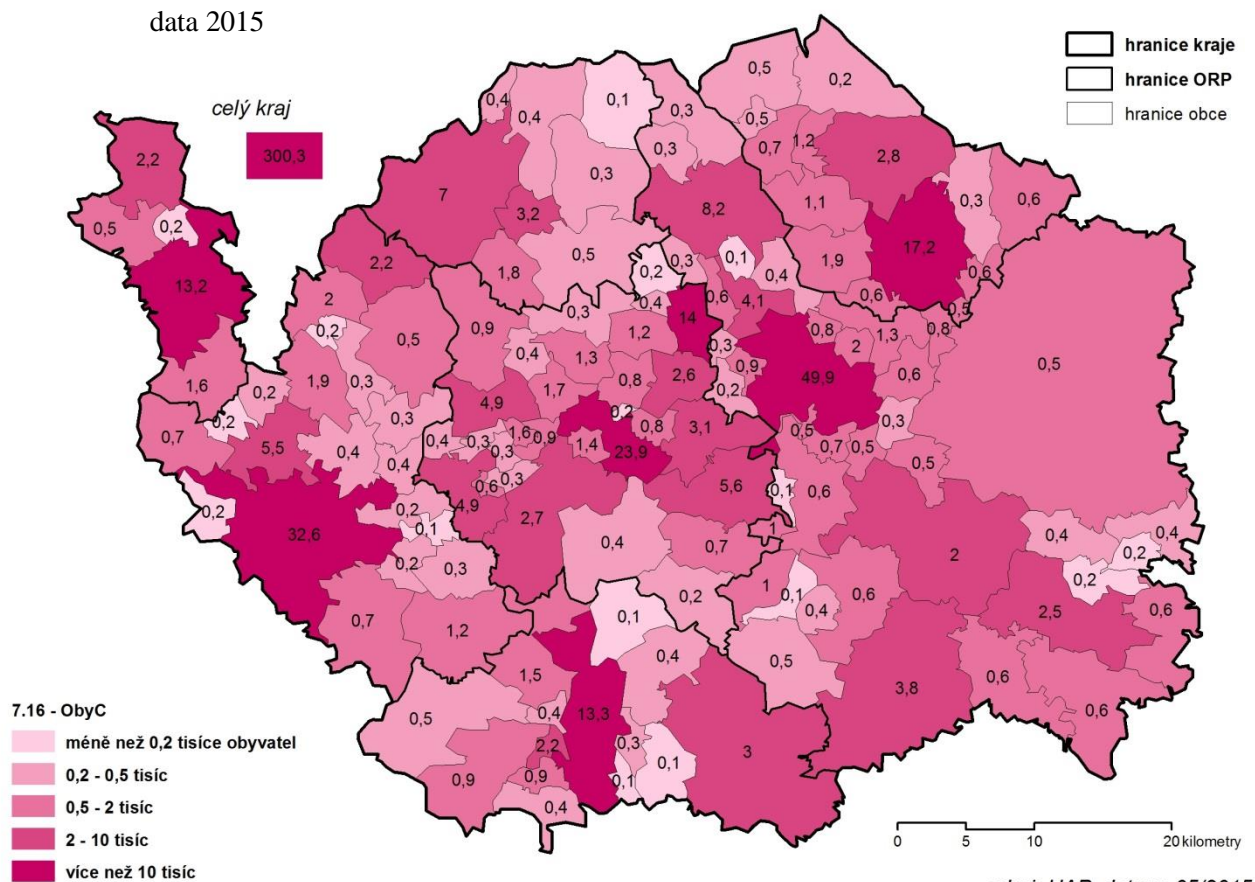 data 2015
hranice kraje
hranice ORP
hranice obce
celý kraj
300,3
0,5 0,2
0,4 0,4 0,1 0,3 0,5
2,2 0,3 0,7 1,2 2,8
7 0,3
3,2 8,2 1,1 0,3 0,6
0,5 0,2 17,2
2,2 1,8 0,5 0,2 0,3 0,1 0,4 1,9 0,6
13,2 2 0,4 0,6 4,1 0,6 0,5
0,2 0,5 0,9 0,3 1,2 14 0,8 1,3 0,8
0,4 1,3 0,3 2
1,6 0,2 1,9 0,3 1,7 0,8 2,6 0,9 49,9 0,6 0,5
0,2 0,3 4,9 0,2 0,2 0,3
0,7 5,5 0,4 0,4 0,4 0,3 1,6 0,9 1,4 0,8 3,1 0,5 0,7 0,5
0,3 23,9 0,5
0,6 0,3 5,6 0,1 0,6
0,2 32,6 0,2 0,1 4,9 2,7 0,4 0,7 1 2 0,4 0,4
0,2 0,3 0,2
0,7 1,2 0,2 1 0,1 0,4 0,6 0,2
0,1 2,5 0,6
0,4 0,5
1,5 3,8 0,6
0,5 0,4 13,3 0,6
2,2 0,3 3
0,9 0,9 0,1 0,1
0,4
7.16 - ObyC
méně než 0,2 tisíce obyvatel
0,2 - 0,5 tisíc
0,5 - 2 tisíc
2 - 10 tisíc
více než 10 tisíc
0 5 10 20 kilometry